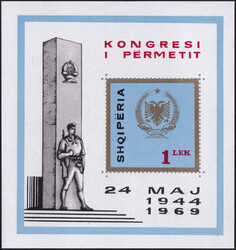 KONGRESI
I PËRMETIT
SHQIPËRIA
1 LEK
24 MAJ
1944
1969